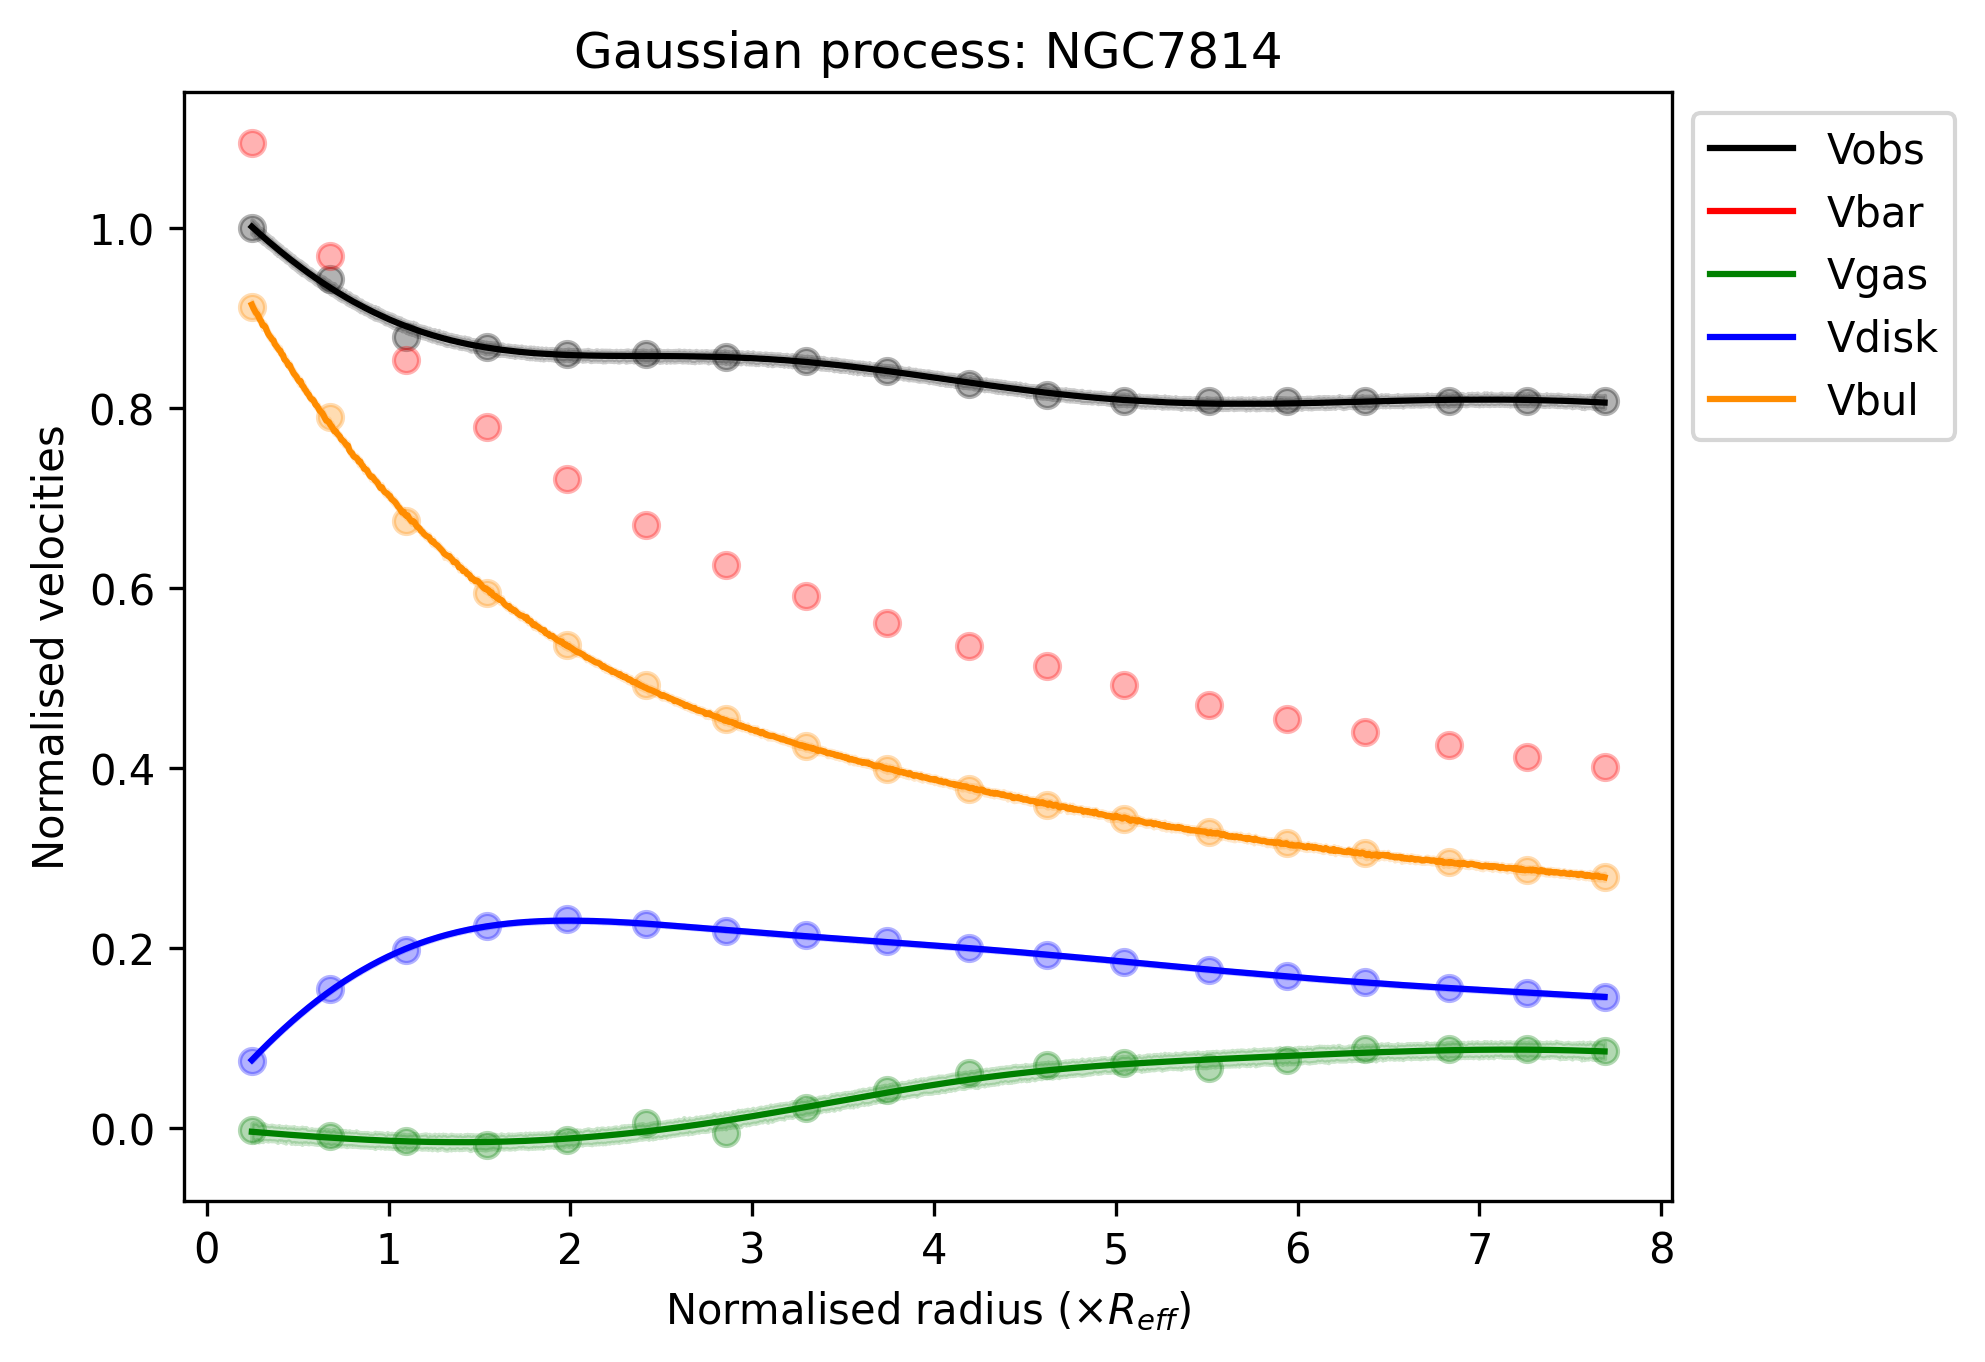 Gaussian process: NGC7814
Vobs
Vbar
Vgas
Vdisk
Vbul
Normalised velocities
1.0
0.8
0.6
0.4
0.2
0.0
0 1 2 3 4 5 6 7 8
Normalised radius (×R_eff)